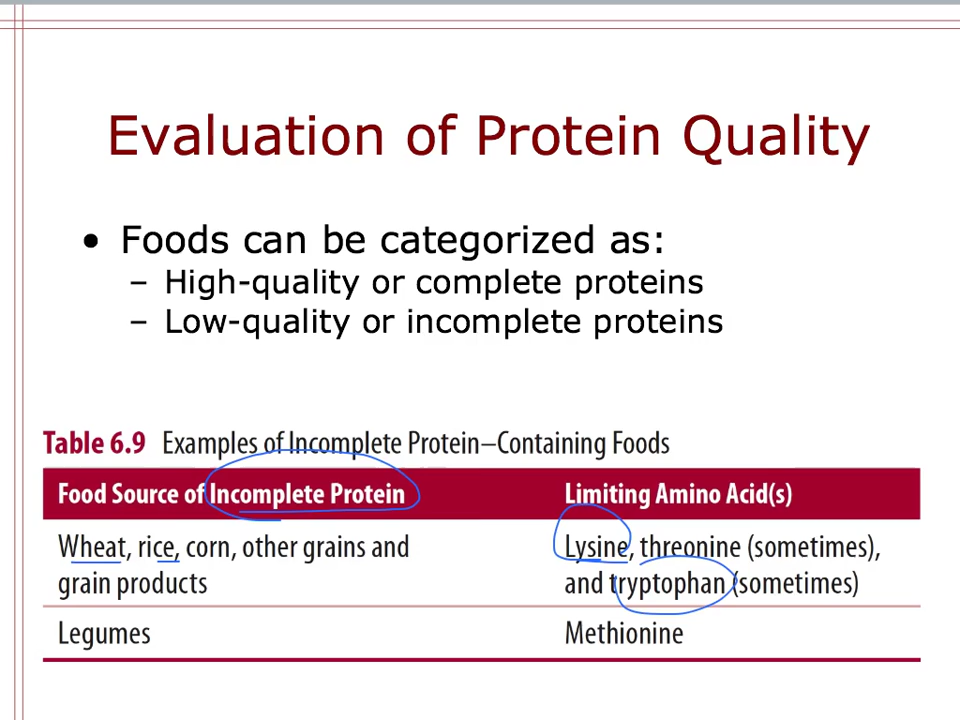 Evaluation of Protein Quality
• Foods can be categorized as:
– High-quality or complete proteins
– Low-quality or incomplete proteins
Table 6.9 Examples of Incomplete Protein–Containing Foods
Food Source of Incomplete Protein Limiting Amino Acid(s)
Wheat, rice, corn, other grains and Lysine, threonine (sometimes),
grain products and tryptophan (sometimes)
Legumes Methionine